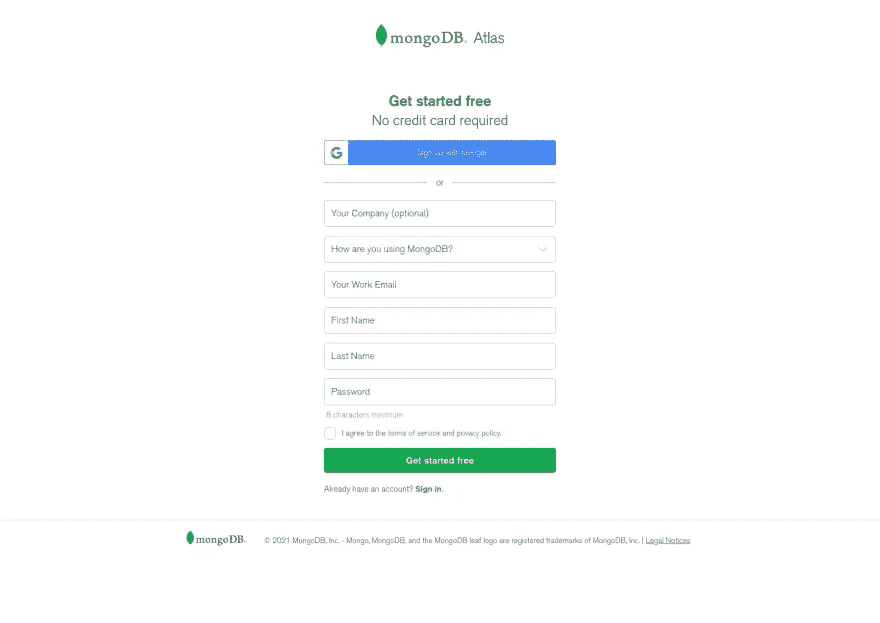 mongoDB. Atlas
Get started free
No credit card required
or
Your Company (optional)
How are you using MongoDB?
Your Work Email
First Name
Last Name
Password
8 characters minimum
I agree to the terms of service and privacy policy.
Get started free
Already have an account? Sign in.
mongoDB. © 2021 MongoDB, Inc. - Mongo, MongoDB, and the MongoDB leaf logo are registered trademarks of MongoDB, Inc. | Legal Notices